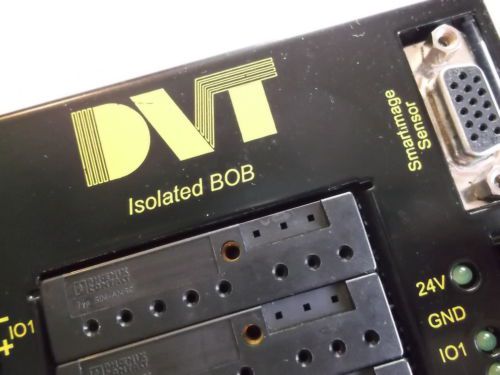 DVT
Isolated BOB
Smartimage
Sensor
24V
GND
IO1
IO1